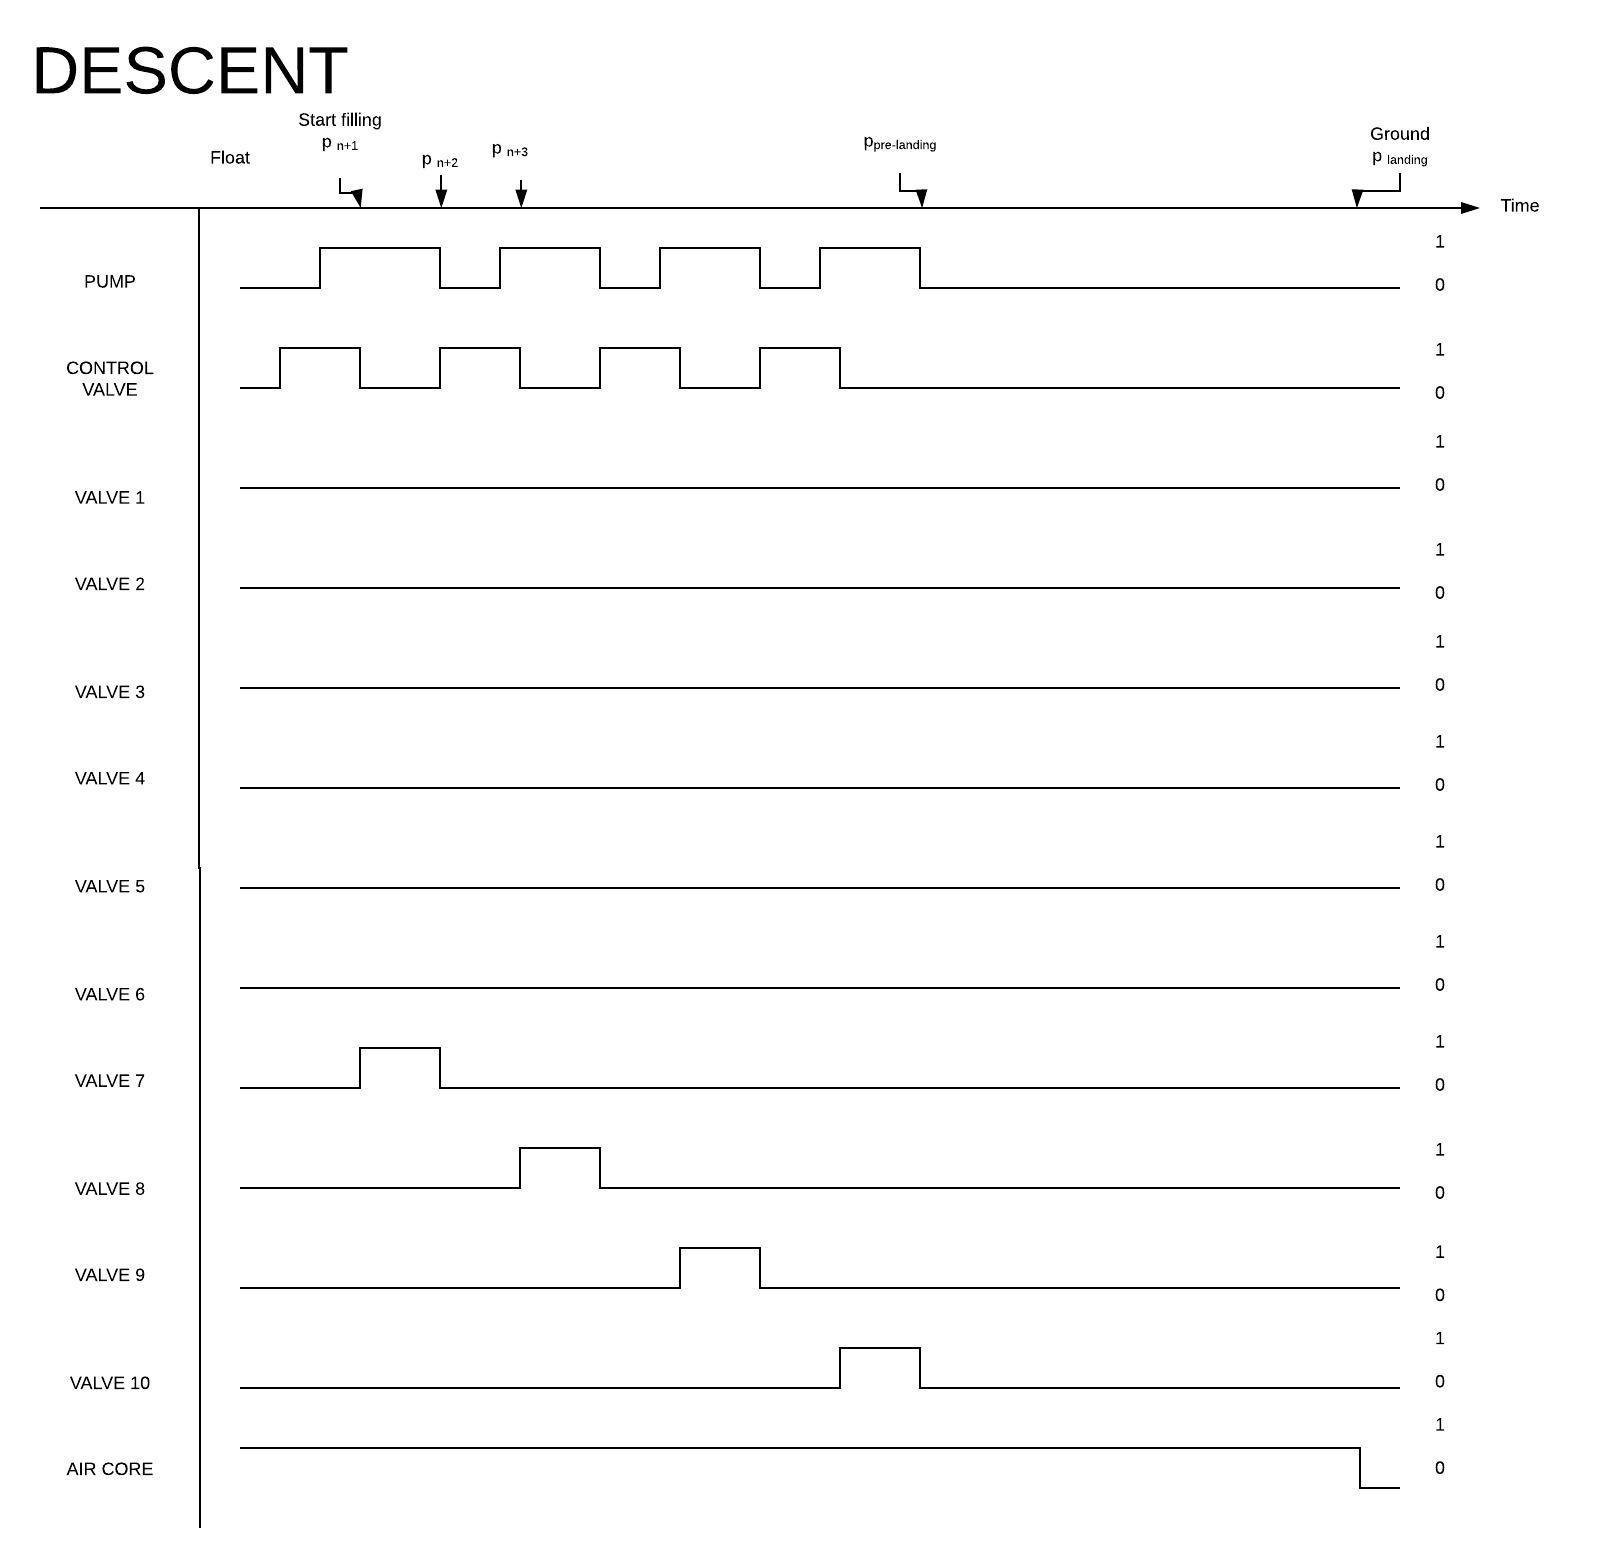 DESCENT
Start filling
p n+1
Float
p n+2
p n+3
ppre-landing
Ground
p landing
Time
1
PUMP
0
1
CONTROL
VALVE
0
1
VALVE 1
0
1
VALVE 2
0
1
VALVE 3
0
1
VALVE 4
0
1
VALVE 5
0
1
VALVE 6
0
1
VALVE 7
0
1
VALVE 8
0
1
VALVE 9
0
1
VALVE 10
0
1
AIR CORE
0